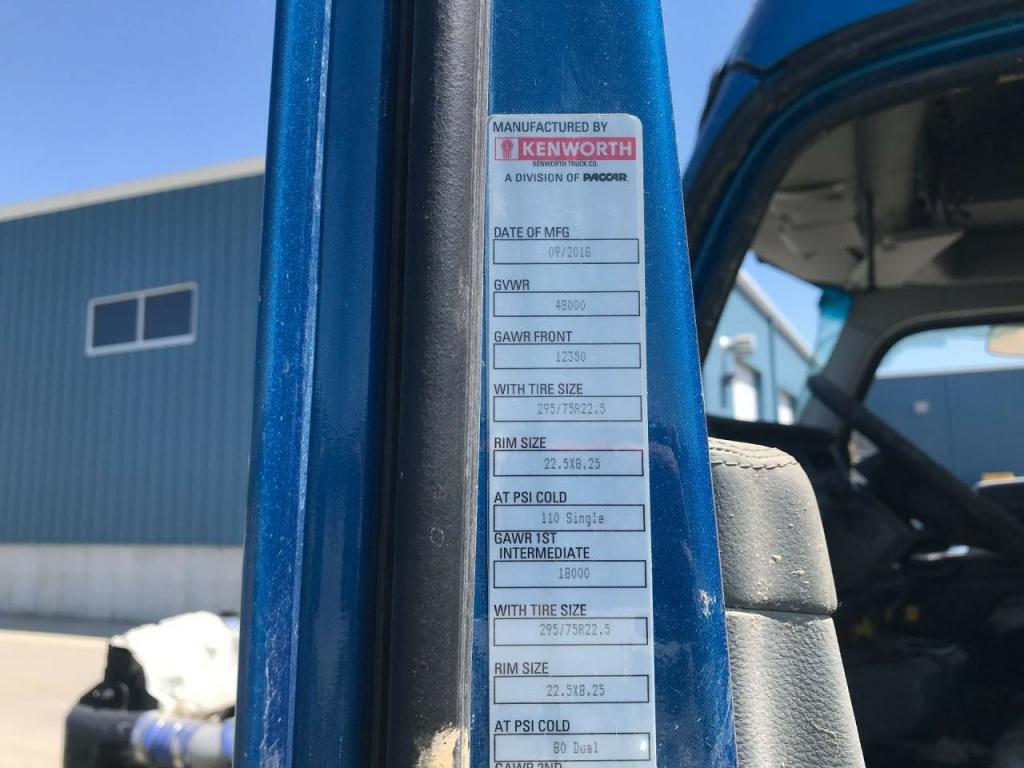 MANUFACTURED BY
KENWORTH
KENWORTH TRUCK CO.
A DIVISION OF PACCAR
DATE OF MFG
09/2018
GVWR
48000
GAWR FRONT
12350
WITH TIRE SIZE
295/75R22.5
RIM SIZE
22.5X8.25
AT PSI COLD
110 Single
GAWR 1ST
INTERMEDIATE
18000
WITH TIRE SIZE
295/75R22.5
RIM SIZE
22.5X8.25
AT PSI COLD
80 Dual
GAWR 2ND